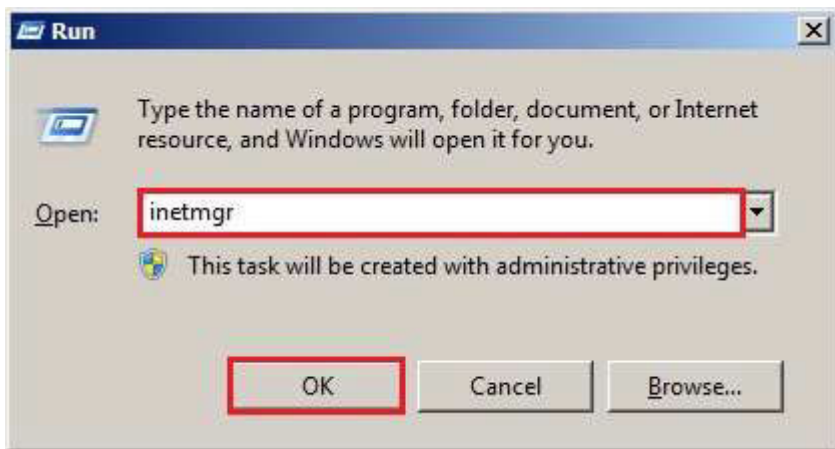 Run
Type the name of a program, folder, document, or Internet
resource, and Windows will open it for you.
Open:
inetmgr
This task will be created with administrative privileges.
OK
Cancel
Browse...